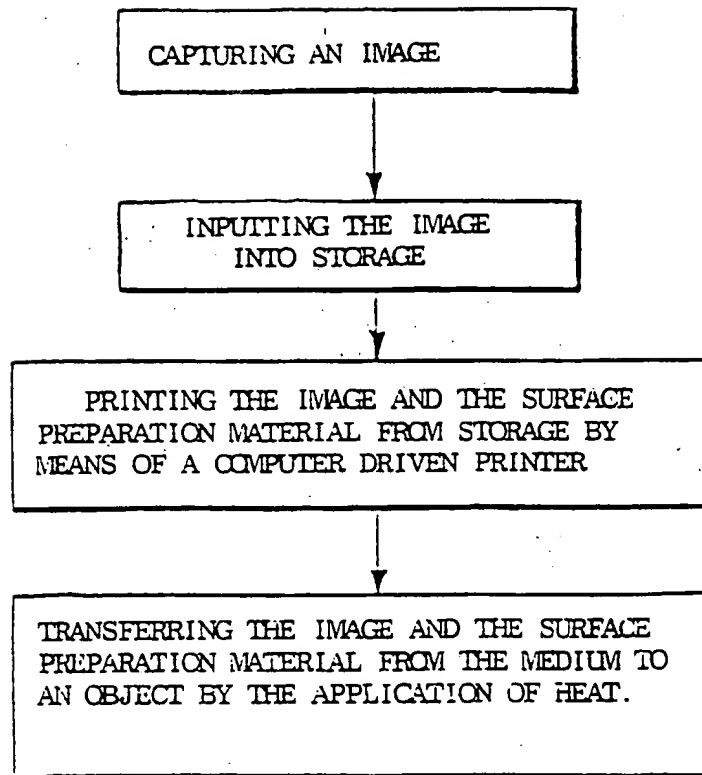 CAPTURING AN IMAGE
INPUTTING THE IMAGE
INTO STORAGE
PRINTING THE IMAGE AND THE SURFACE
PREPARATION MATERIAL FROM STORAGE BY
MEANS OF A COMPUTER DRIVEN PRINTER
TRANSFERRING THE IMAGE AND THE SURFACE
PREPARATION MATERIAL FROM THE MEDIUM TO
AN OBJECT BY THE APPLICATION OF HEAT.